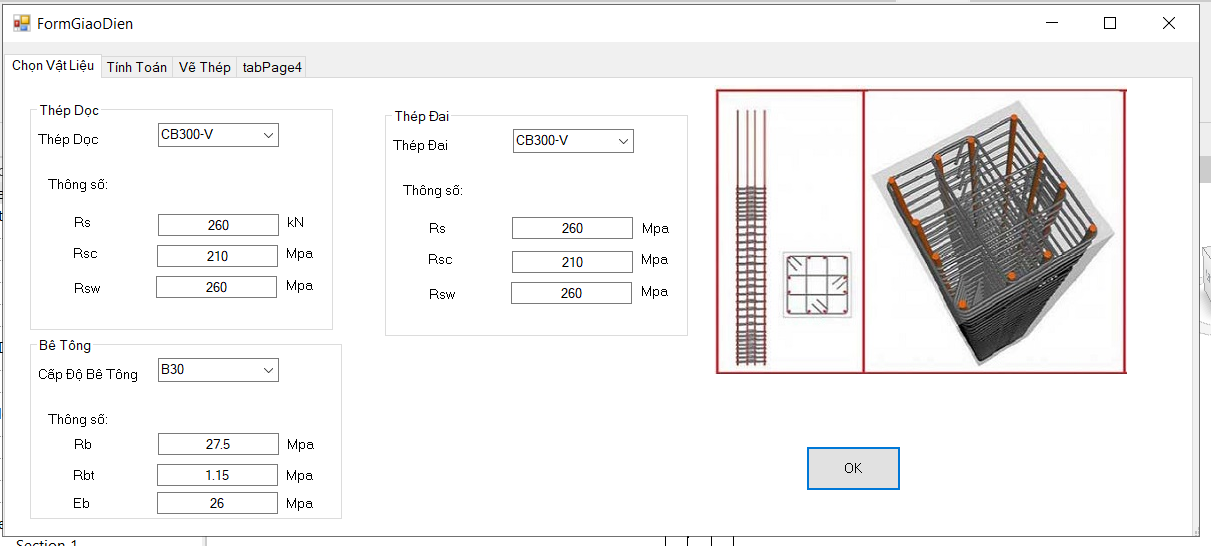 FormGiaoDien
Chọn Vật Liệu Tính Toán Vẽ Thép tabPage4
Thép Dọc
Thép Dọc CB300-V
Thông số:
Rs 260 kN
Rsc 210 Mpa
Rsw 260 Mpa
Thép Đai
Thép Đai CB300-V
Thông số:
Rs 260 Mpa
Rsc 210 Mpa
Rsw 260 Mpa
Bê Tông
Cấp Độ Bê Tông B30
Thông số:
Rb 27.5 Mpa
Rbt 1.15 Mpa
Eb 26 Mpa
OK
Section 1